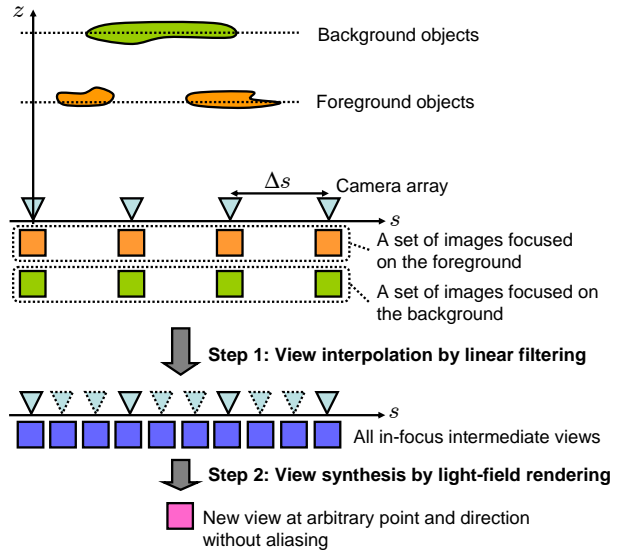 z
Background objects
Foreground objects
Δs
Camera array
s
A set of images focused
on the foreground
A set of images focused on
the background
Step 1: View interpolation by linear filtering
s
All in-focus intermediate views
Step 2: View synthesis by light-field rendering
New view at arbitrary point and direction
without aliasing